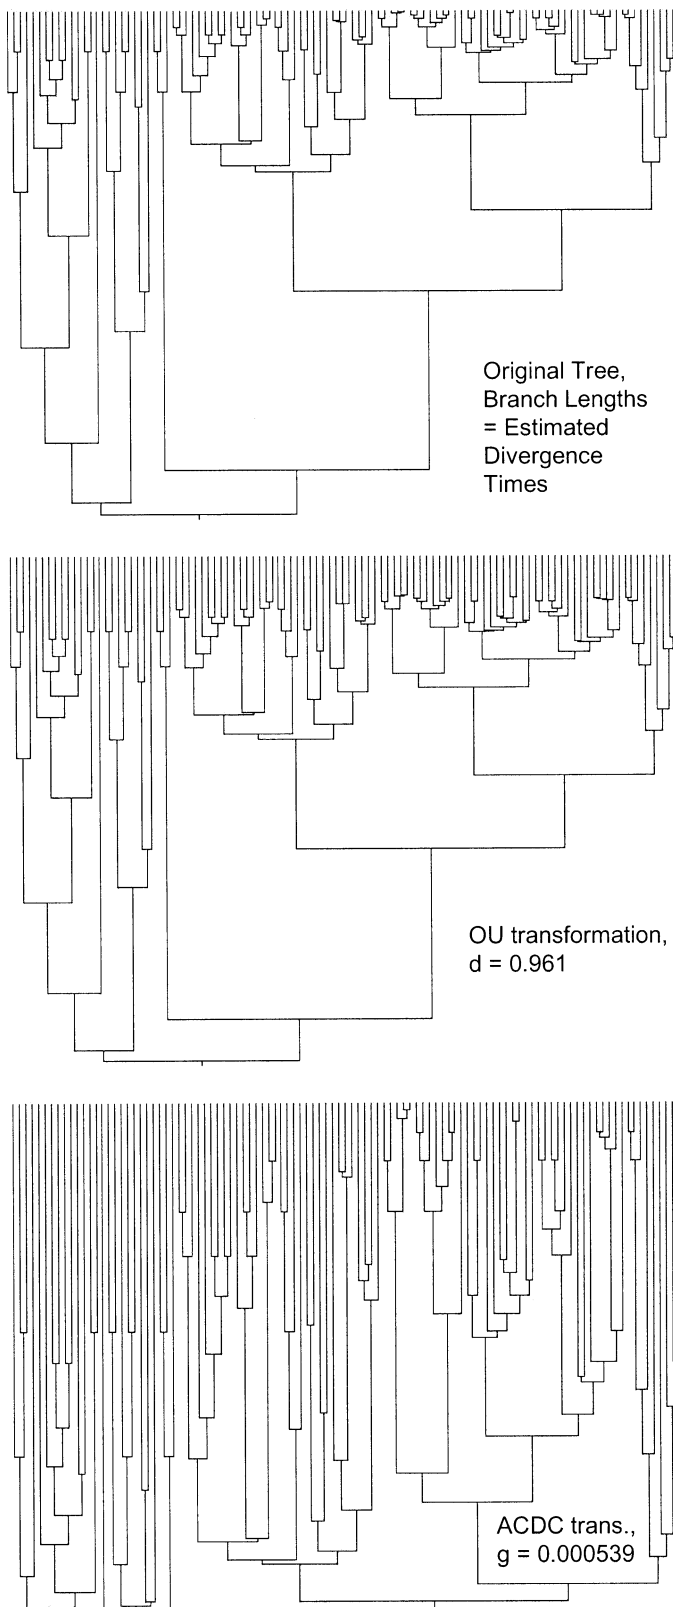 Original Tree,
Branch Lengths
= Estimated
Divergence
Times
OU transformation,
d = 0.961
ACDC trans.,
g = 0.000539